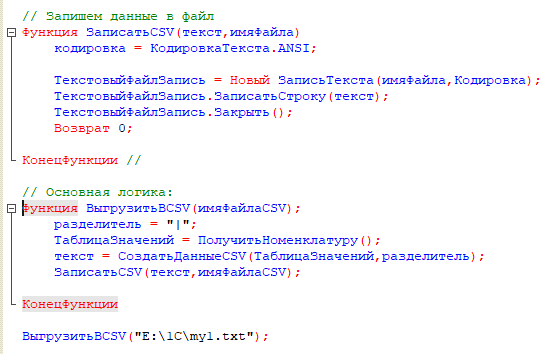 // Запишем данные в файл
Функция ЗаписатьCSV(текст,имяФайла)
кодировка = КодировкаТекста.ANSI;
ТекстовыйФайлЗапись = Новый ЗаписьТекста(имяФайла,Кодировка);
ТекстовыйФайлЗапись.ЗаписатьСтроку(текст);
ТекстовыйФайлЗапись.Закрыть();
Возврат 0;
КонецФункции //
// Основная логика:
Функция ВыгрузитьВCSV(имяФайлаCSV);
разделитель = "|";
ТаблицаЗначений = ПолучитьНоменклатуру();
текст = СоздатьДанныеCSV(ТаблицаЗначений,разделитель);
ЗаписатьCSV(текст,имяФайлаCSV);
КонецФункции
ВыгрузитьВCSV("E:\1C\my1.txt");